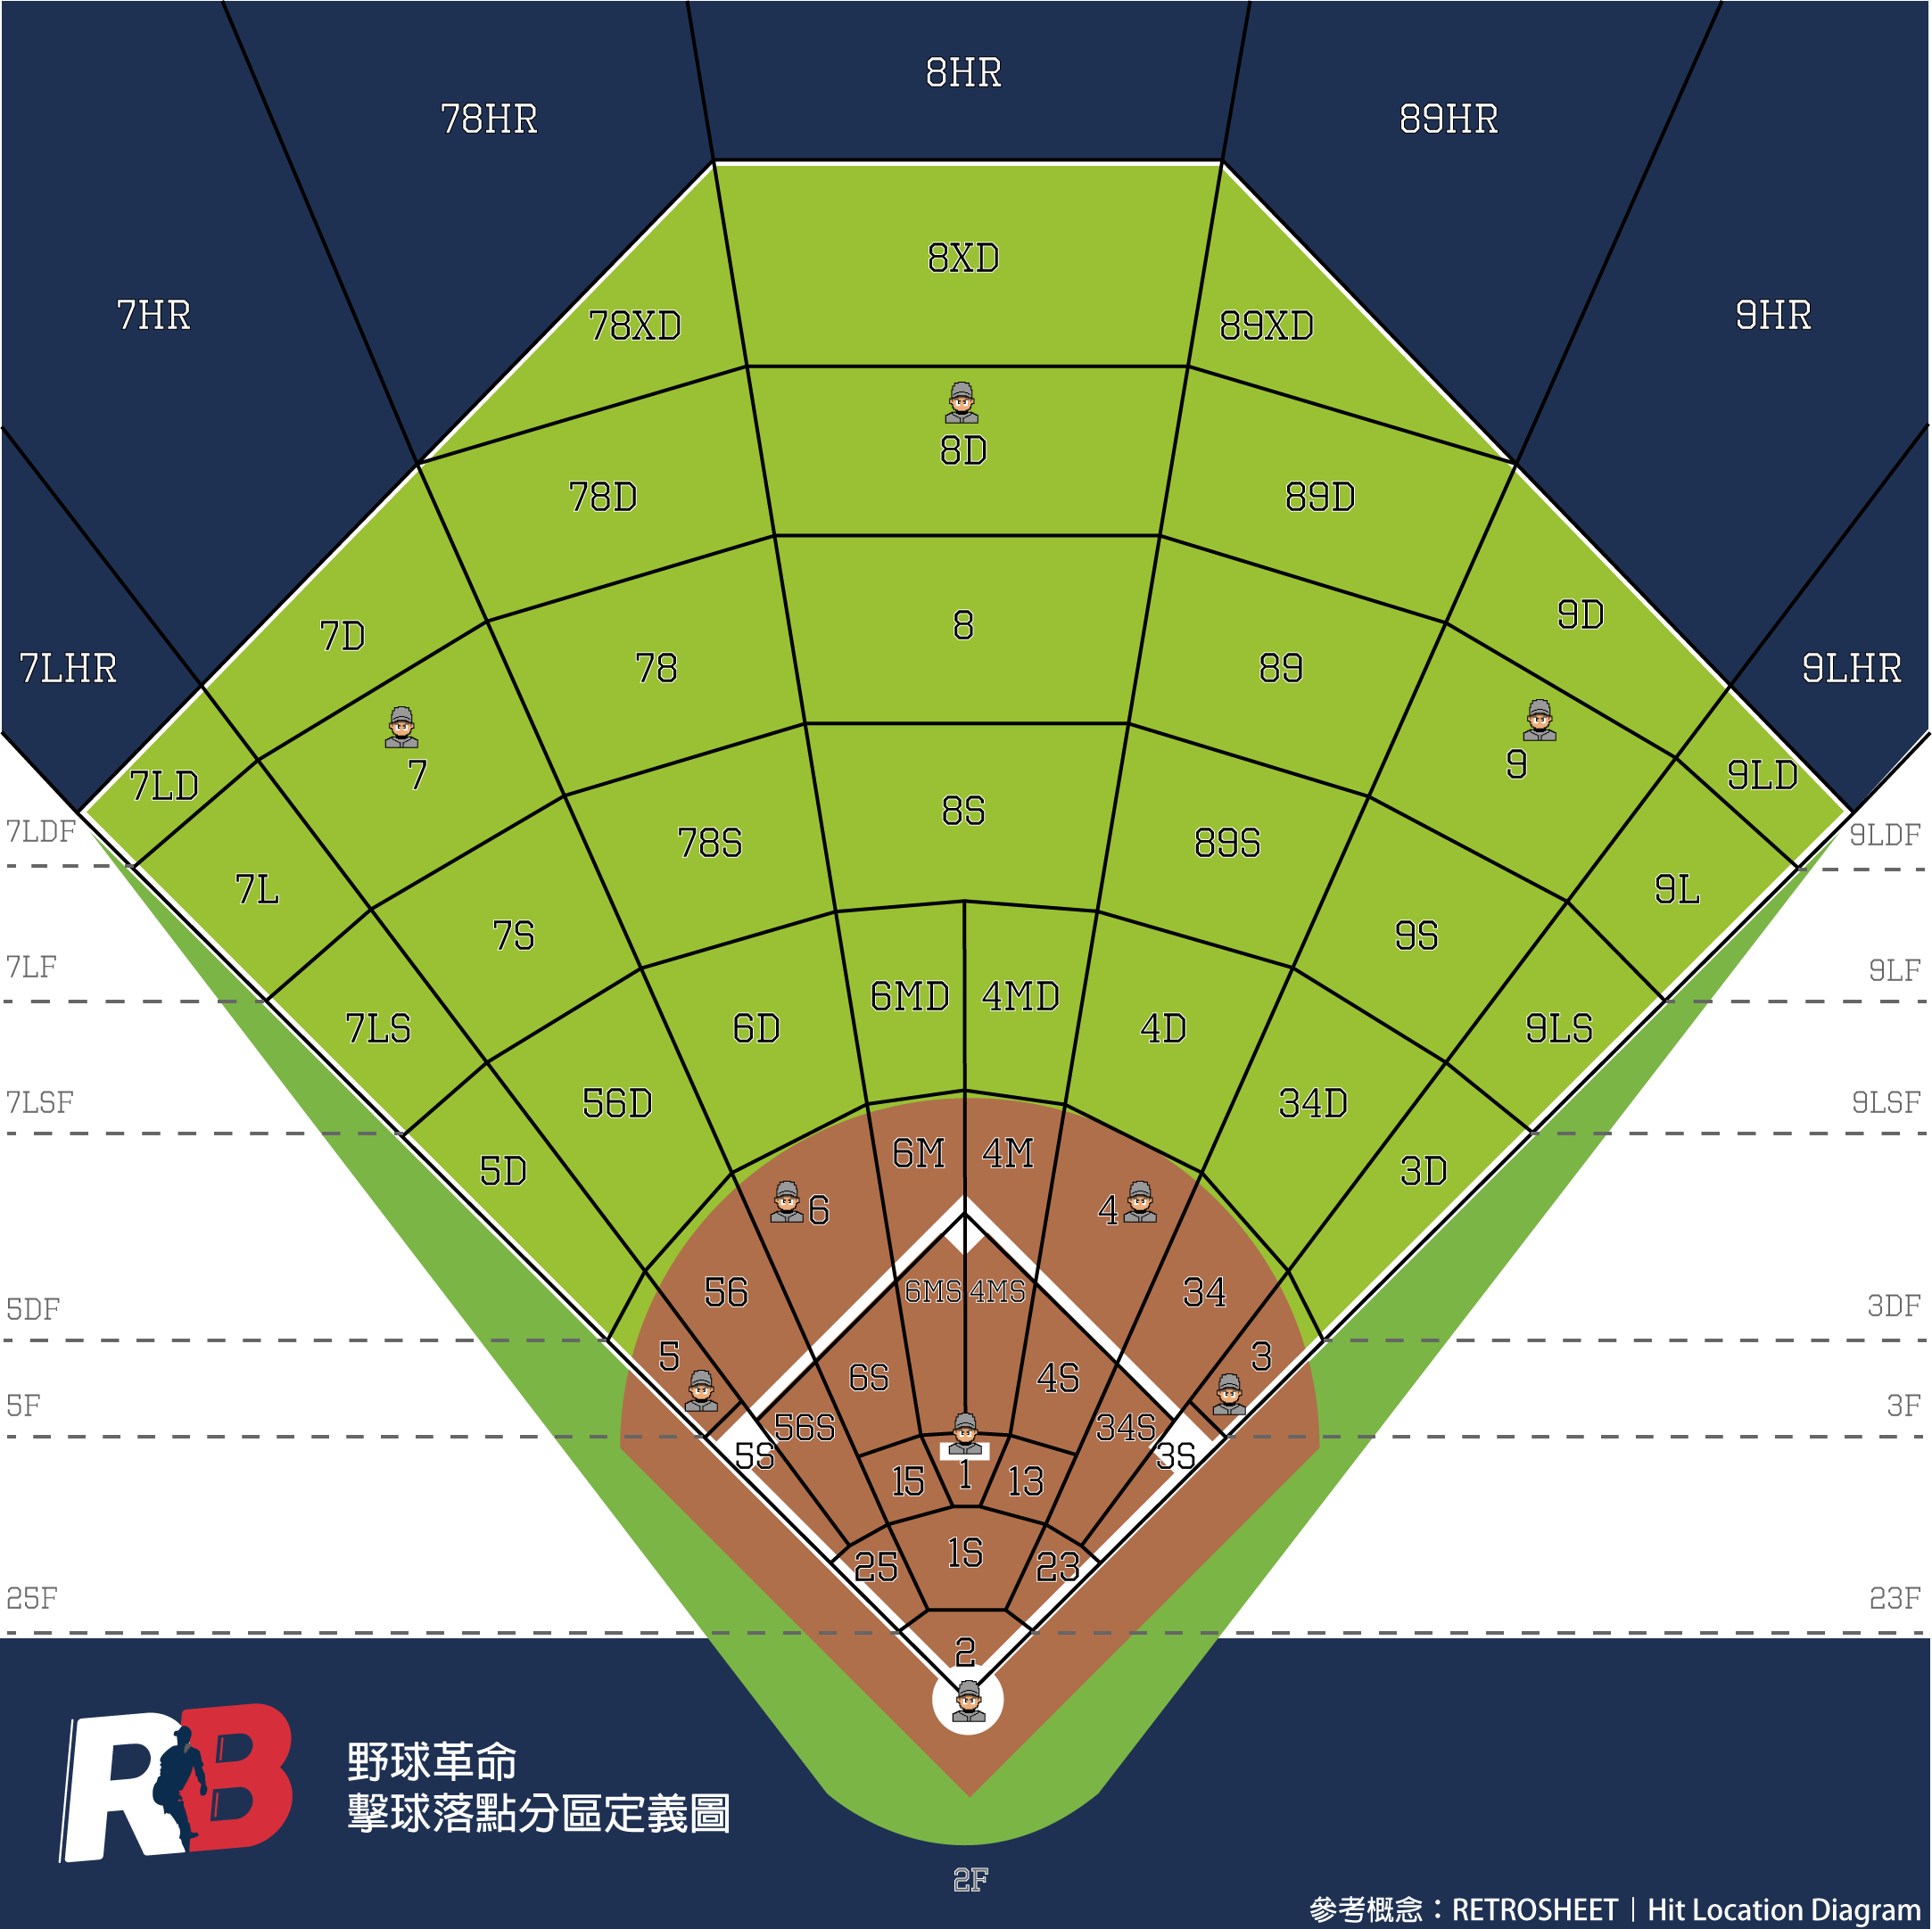 8HR
78HR
89HR
8XD
7HR
9HR
78XD
89XD
8D
78D
89D
8
7D
9D
78
89
7LHR
9LHR
7
9
7LD
9LD
8S
7LDF
9LDF
78S
89S
7L
9L
7S
9S
7LF
9LF
6MD
4MD
7LS
6D
4D
9LS
7LSF
56D
34D
9LSF
6M
4M
5D
3D
6
4
56
6MS
4MS
34
5DF
3DF
5
3
6S
4S
5F
3F
56S
34S
5S
3S
15
1
13
1S
25
23
25F
23F
2
RB
野球革命
擊球落點分區定義圖
2F
參考概念：RETROSHEET｜Hit Location Diagram